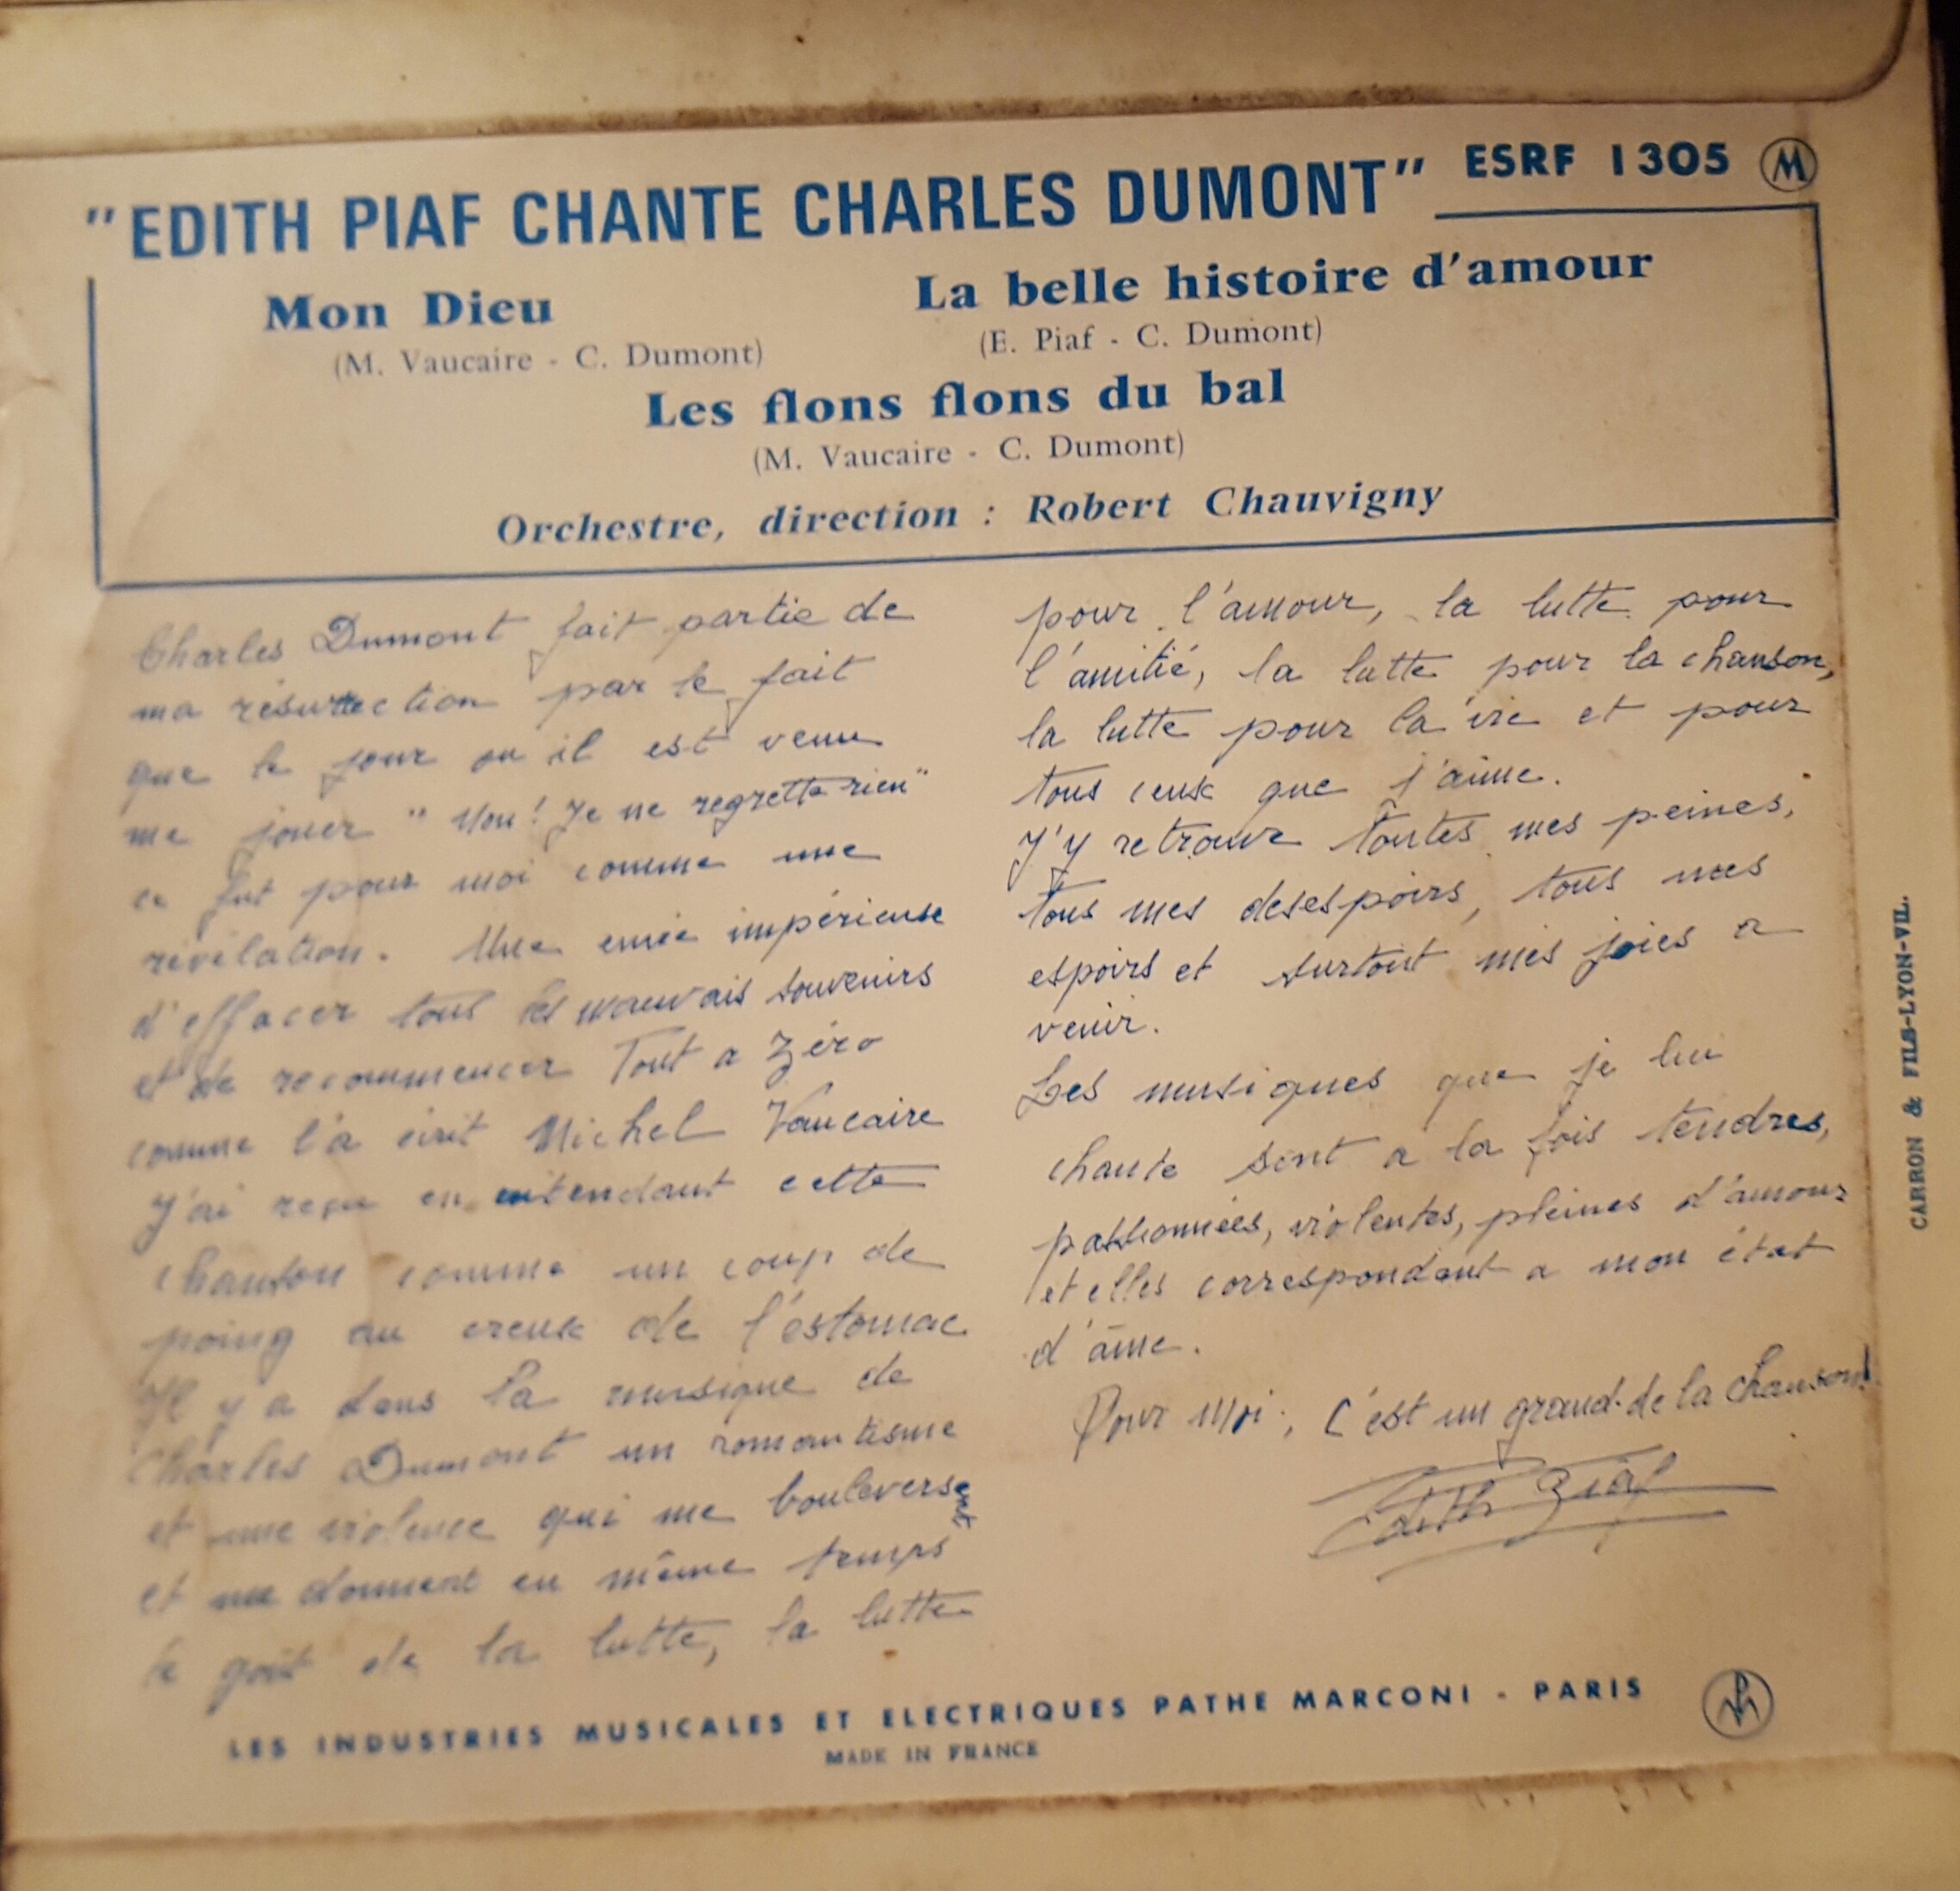 "EDITH PIAF CHANTE CHARLES DUMONT" ESRF 1305 M
Mon Dieu
(M. Vaucaire - C. Dumont)
La belle histoire d'amour
(E. Piaf - C. Dumont)
Les flons flons du bal
(M. Vaucaire - C. Dumont)
Orchestre, direction : Robert Chauvigny
Charles Dumont fait partie de
ma résurrection par le fait
que le jour ou il est venu
me jouer " Non! Je ne regrette rien"
ce fut pour moi comme une
révélation. Une envie impérieuse
d'effacer tous les mauvais souvenirs
et de recommencer Tout a Zéro
comme l'a écrit Michel Vaucaire
J'ai reçu en entendant cette
chanson comme un coup de
poing au creux de l'estomac
Il y a dans la musique de
Charles Dumont un romantisme
et une violence qui me bouleversent
et me donnent en même temps
le goût de la lutte, la lutte
pour l'amour, la lutte pour
l'amitié, la lutte pour la chanson,
la lutte pour la vie et pour
tous ceux que j'aime.
J'y retrouve toutes mes peines,
tous mes desespoirs, tous mes
espoirs et surtout mes joies a
venir.
Les musiques que je lui
chante sont a la fois tendres,
passionnées, violentes, pleines d'amour
et elles correspondent a mon état
d'âme.
Pour moi, C'est un grand de la chanson!
Edith Piaf
LES INDUSTRIES MUSICALES ET ELECTRIQUES PATHE MARCONI - PARIS
MADE IN FRANCE
CARRON & FILS-LYON-VIL.